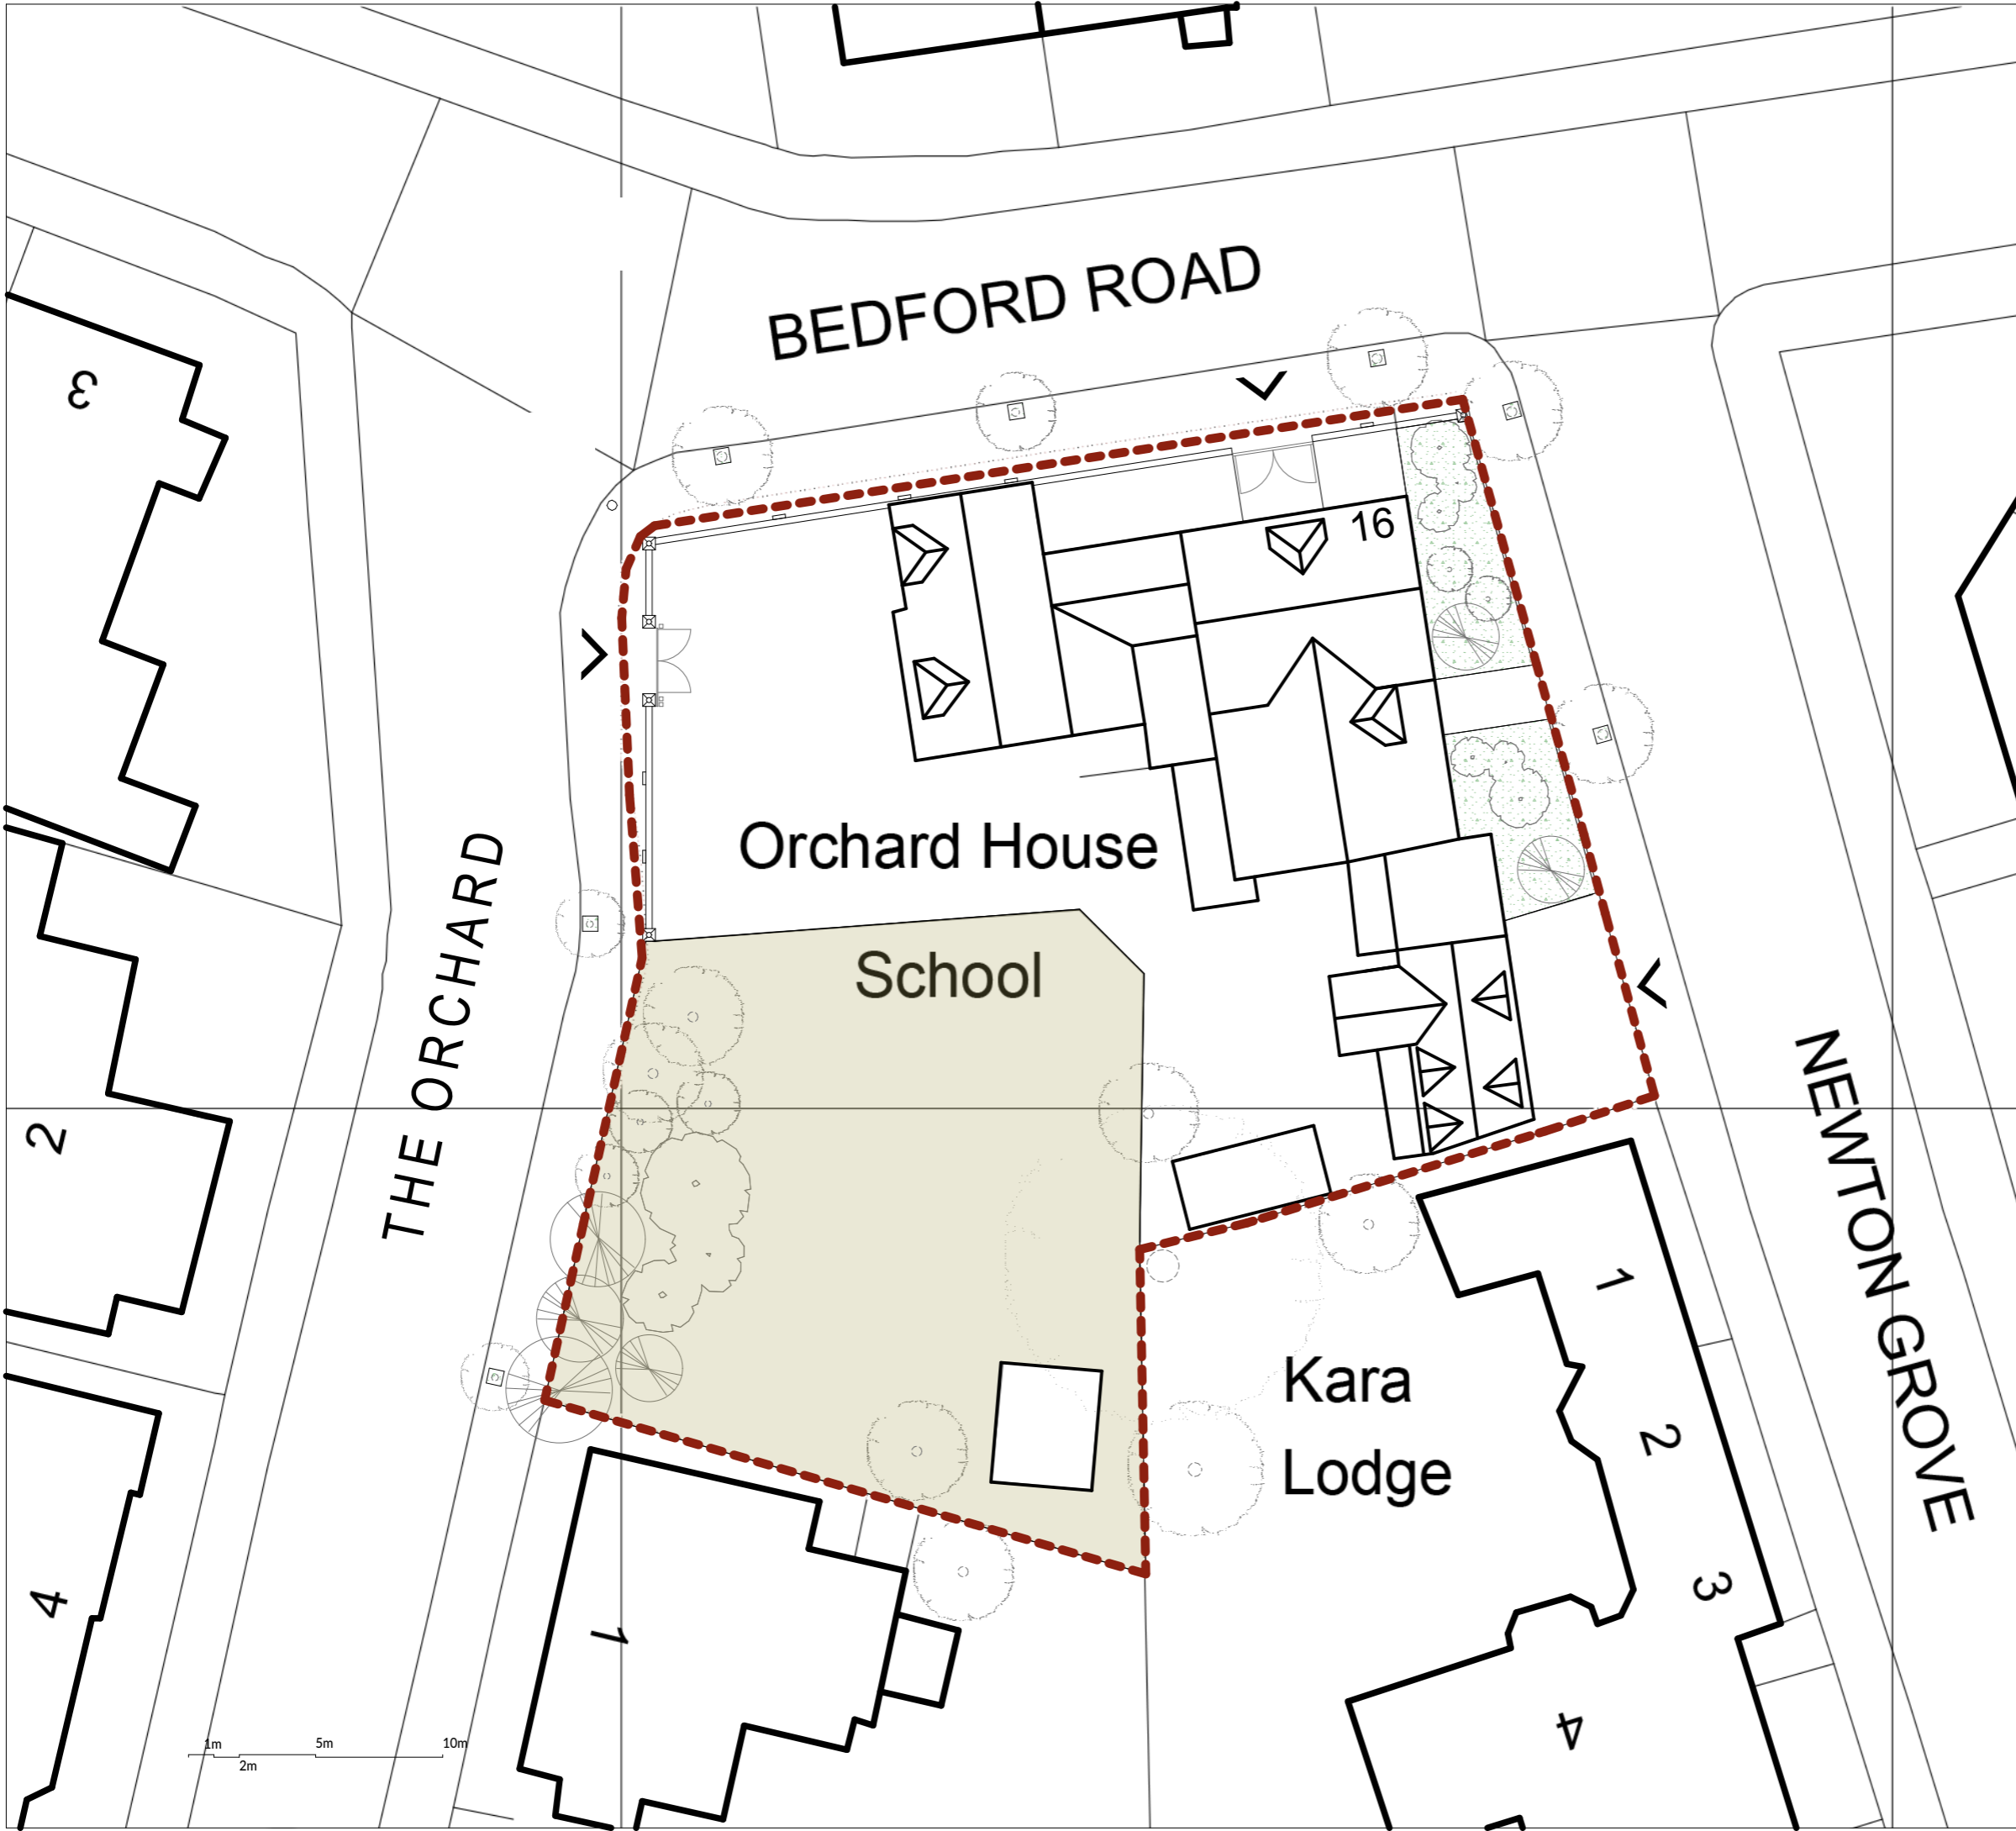 BEDFORD ROAD
3
16
Orchard House
School
THE ORCHARD
2
NEWTON GROVE
1
Kara
Lodge
2
3
4
1
4
1m
5m
10m
2m